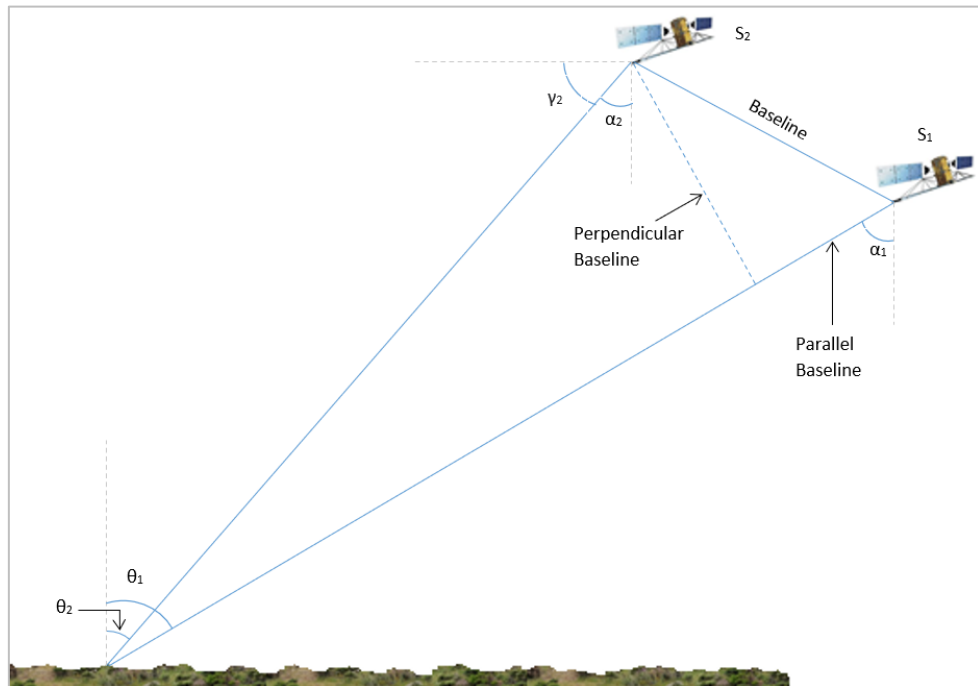 S₂
γ₂
α₂
Baseline
S₁
Perpendicular
Baseline
α₁
Parallel
Baseline
θ₁
θ₂